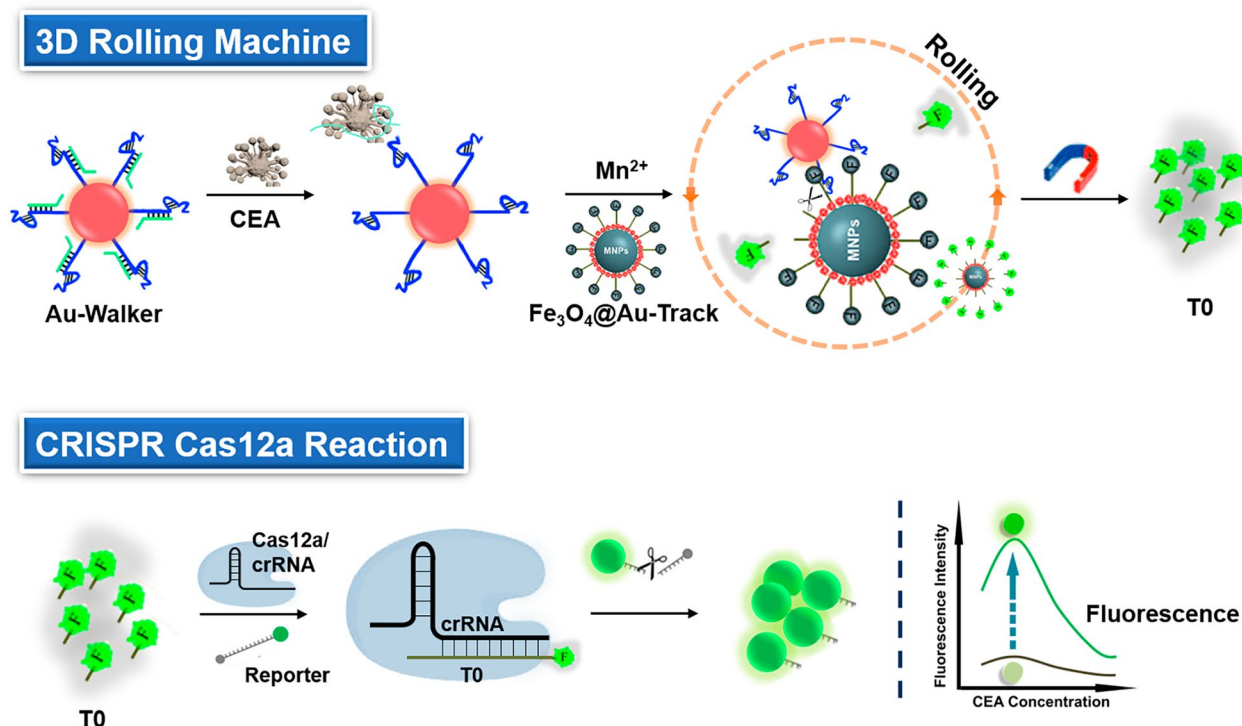 3D Rolling Machine
CEA
Au-Walker
Mn²⁺
MNPs
Fe₃O₄@Au-Track
F
F
F
F
F
F
F
F
F
F
F
F
Rolling
F
F
F
F
F
F
F
F
F
F
F
F
F
MNPs
MNPs
F
F
F
F
F
F
F
T0
CRISPR Cas12a Reaction
F
F
F
F
F
F
T0
Cas12a/
crRNA
Reporter
crRNA
T0
F
Fluorescence Intensity
Fluorescence
CEA Concentration